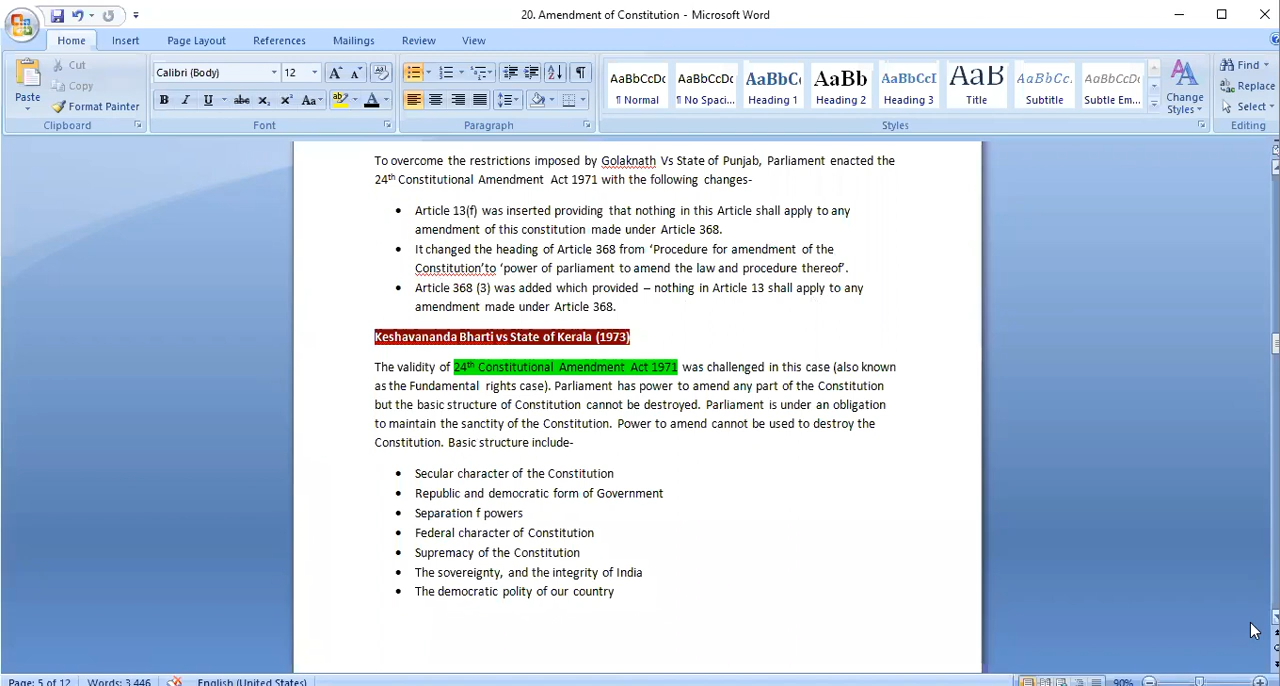 20. Amendment of Constitution - Microsoft Word
Home Insert Page Layout References Mailings Review View
Paste
Cut
Copy
Format Painter
Clipboard
Calibri (Body) 12
B I U abc X₂ X² Aa
Font
Paragraph
AaBbCcDc AaBbCcDc AaBbC AaBb AaBbCcI AaB AaBbCc. AaBbCcDc
¶ Normal ¶ No Spaci... Heading 1 Heading 2 Heading 3 Title Subtitle Subtle Em...
Styles
Change Styles
Find
Replace
Select
Editing
To overcome the restrictions imposed by Golaknath Vs State of Punjab, Parliament enacted the
24th Constitutional Amendment Act 1971 with the following changes-
• Article 13(f) was inserted providing that nothing in this Article shall apply to any
amendment of this constitution made under Article 368.
• It changed the heading of Article 368 from ‘Procedure for amendment of the
Constitution’to ‘power of parliament to amend the law and procedure thereof’.
• Article 368 (3) was added which provided – nothing in Article 13 shall apply to any
amendment made under Article 368.
Keshavananda Bharti vs State of Kerala (1973)
The validity of 24th Constitutional Amendment Act 1971 was challenged in this case (also known
as the Fundamental rights case). Parliament has power to amend any part of the Constitution
but the basic structure of Constitution cannot be destroyed. Parliament is under an obligation
to maintain the sanctity of the Constitution. Power to amend cannot be used to destroy the
Constitution. Basic structure include-
• Secular character of the Constitution
• Republic and democratic form of Government
• Separation f powers
• Federal character of Constitution
• Supremacy of the Constitution
• The sovereignty, and the integrity of India
• The democratic polity of our country
Page: 5 of 12 Words: 3,446 English (United States) 90%